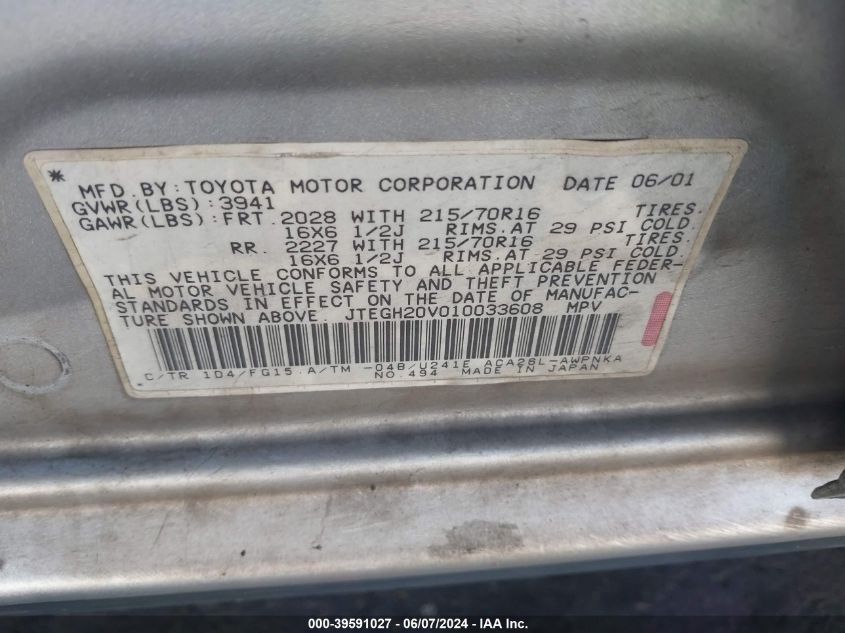 * MFD.BY:TOYOTA MOTOR CORPORATION DATE 06/01
GVWR(LBS):3941
GAWR(LBS):FRT.2028 WITH 215/70R16 TIRES.
16X6 1/2J RIMS.AT 29 PSI COLD.
RR. 2227 WITH 215/70R16 TIRES.
16X6 1/2J RIMS.AT 29 PSI COLD.
THIS VEHICLE CONFORMS TO ALL APPLICABLE FEDER-
AL MOTOR VEHICLE SAFETY AND THEFT PREVENTION
STANDARDS IN EFFECT ON THE DATE OF MANUFAC-
TURE SHOWN ABOVE. JTEGH20V010033608 MPV
C/TR 1D4/FG15.A/TM -04B/U241E ACA26L-AWPNKA
NO.494 MADE IN JAPAN
000-39591027 - 06/07/2024 - IAA Inc.